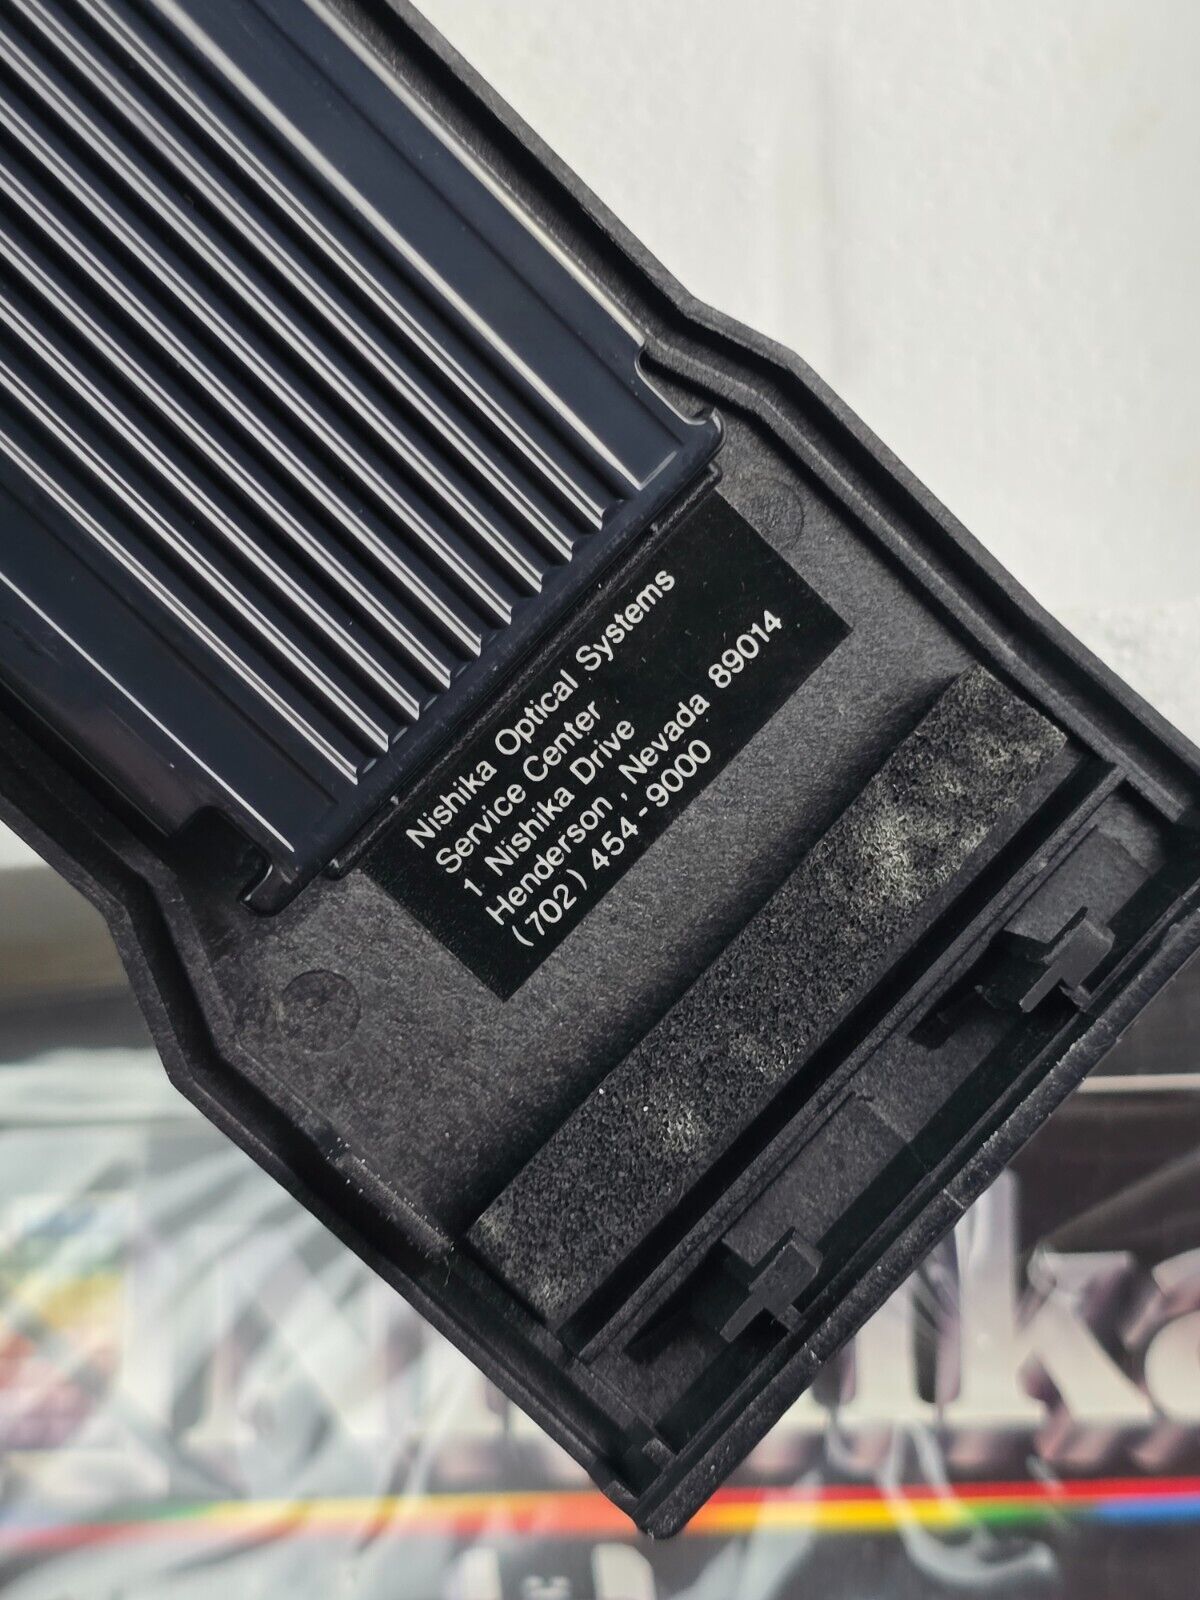 Nishika Optical Systems
Service Center
1 Nishika Drive
Henderson , Nevada 89014
(702) 454-9000